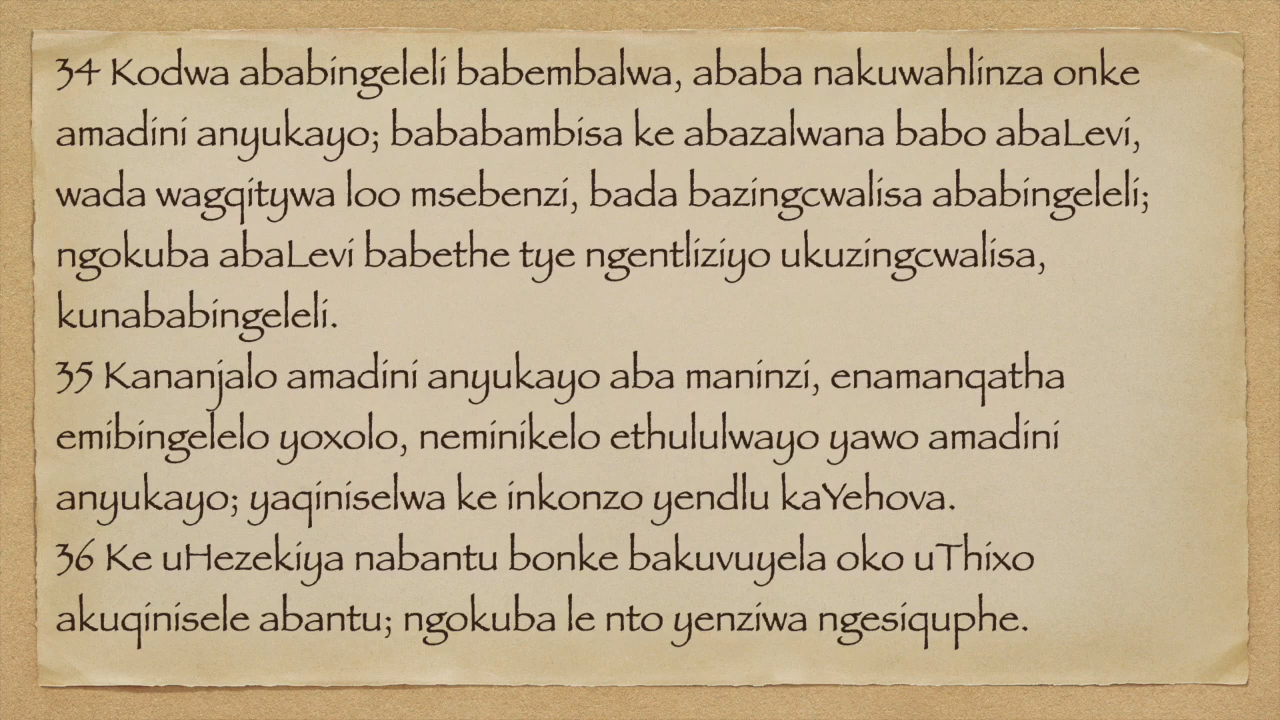 34 Kodwa ababingeleli babembalwa, ababa nakuwahlinza onke
amadini anyukayo; bababambisa ke abazalwana babo abaLevi,
wada wagqitywa loo msebenzi, bada bazingcwalisa ababingeleli;
ngokuba abaLevi babethe tye ngentliziyo ukuzingcwalisa,
kunababingeleli.
35 Kananjalo amadini anyukayo aba maninzi, enamanqatha
emibingelelo yoxolo, neminikelo ethululwayo yawo amadini
anyukayo; yaqiniselwa ke inkonzo yendlu kaYehova.
36 Ke uHezekiya nabantu bonke bakuvuyela oko uThixo
akuqinisele abantu; ngokuba le nto yenziwa ngesiquphe.